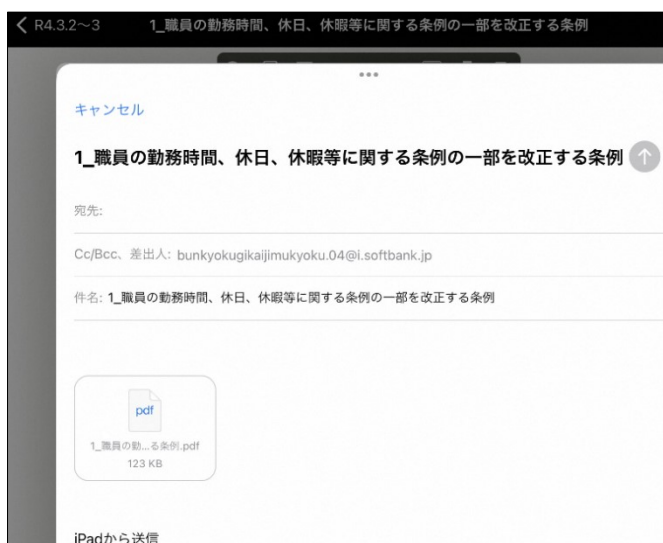 R4.3.2〜3 1_職員の勤務時間、休日、休暇等に関する条例の一部を改正する条例
キャンセル
1_職員の勤務時間、休日、休暇等に関する条例の一部を改正する条例
宛先:
Cc/Bcc、差出人: bunkyokugikaijimukyoku.04@i.softbank.jp
件名: 1_職員の勤務時間、休日、休暇等に関する条例の一部を改正する条例
pdf
1_職員の勤...る条例.pdf
123 KB
iPadから送信